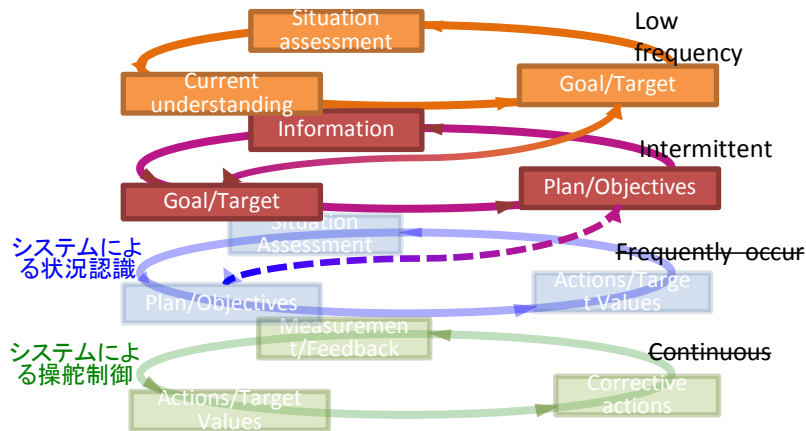 Situation
assessment
Low
frequency
Current
understanding
Goal/Target
Information
Intermittent
Goal/Target
Plan/Objectives
Situation
Assessment
システムによ
る状況認識
Frequently occur
Plan/Objectives
Actions/Targe
t Values
Measuremen
t/Feedback
システムによ
る操舵制御
Continuous
Actions/Target
Values
Corrective
actions